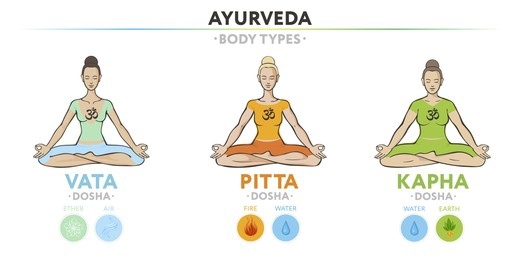 AYURVEDA
·BODY TYPES·
ॐ
ॐ
ॐ
VATA
·DOSHA·
ETHER AIR
PITTA
·DOSHA·
FIRE WATER
KAPHA
·DOSHA·
WATER EARTH